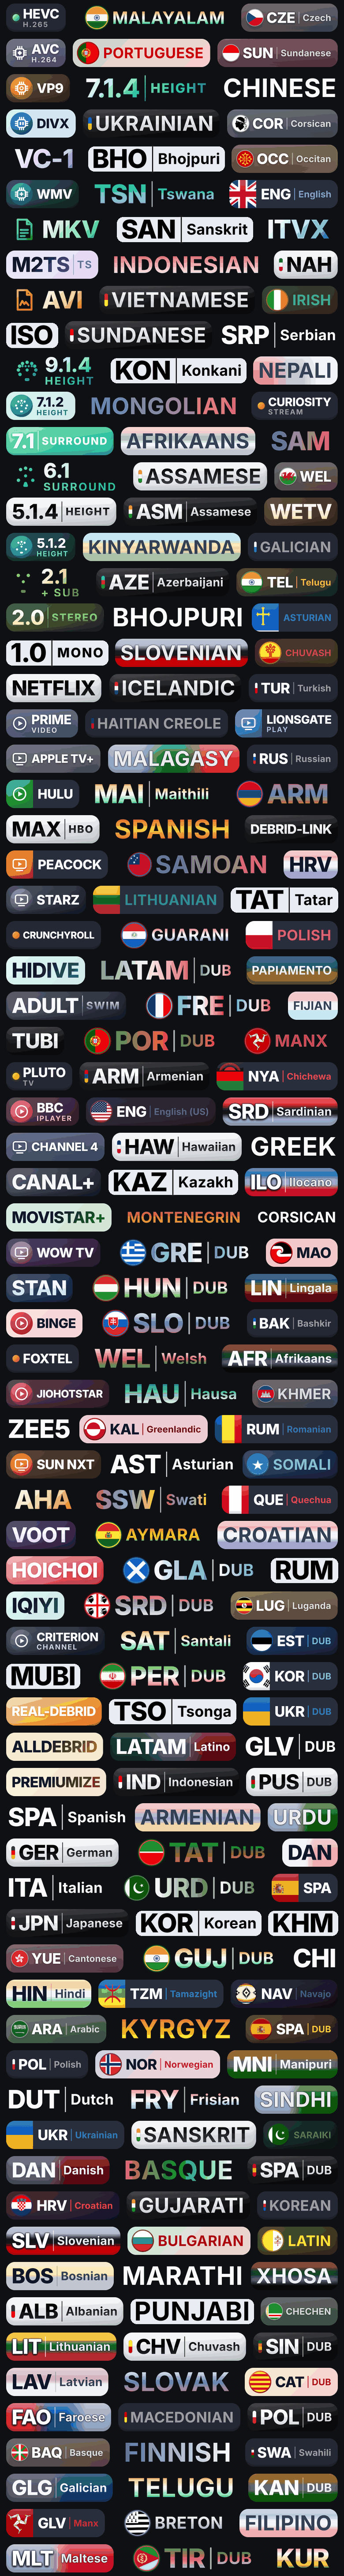 HEVC H.265 MALAYALAM CZE | Czech
AVC H.264 PORTUGUESE SUN | Sundanese
VP9 7.1.4 | HEIGHT CHINESE
DIVX UKRAINIAN COR | Corsican
VC-1 BHO | Bhojpuri OCC | Occitan
WMV TSN | Tswana ENG | English
MKV SAN | Sanskrit ITVX
M2TS | TS INDONESIAN NAH
AVI VIETNAMESE IRISH
ISO SUNDANESE SRP | Serbian
9.1.4 HEIGHT KON | Konkani NEPALI
7.1.2 HEIGHT MONGOLIAN CURIOSITY STREAM
7.1 | SURROUND AFRIKAANS SAM
6.1 SURROUND ASSAMESE WEL
5.1.4 | HEIGHT ASM | Assamese WETV
5.1.2 HEIGHT KINYARWANDA GALICIAN
2.1 + SUB AZE | Azerbaijani TEL | Telugu
2.0 | STEREO BHOJPURI ASTURIAN
1.0 | MONO SLOVENIAN CHUVASH
NETFLIX ICELANDIC TUR | Turkish
PRIME VIDEO HAITIAN CREOLE LIONSGATE PLAY
APPLE TV+ MALAGASY RUS | Russian
HULU MAI | Maithili ARM
MAX | HBO SPANISH DEBRID-LINK
PEACOCK SAMOAN HRV
STARZ LITHUANIAN TAT | Tatar
CRUNCHYROLL GUARANI POLISH
HIDIVE LATAM | DUB PAPIAMENTO
ADULT | SWIM FRE | DUB FIJIAN
TUBI POR | DUB MANX
PLUTO TV ARM | Armenian NYA | Chichewa
BBC IPLAYER ENG | English (US) SRD | Sardinian
CHANNEL 4 HAW | Hawaiian GREEK
CANAL+ KAZ | Kazakh ILO | Ilocano
MOVISTAR+ MONTENEGRIN CORSICAN
WOW TV GRE | DUB MAO
STAN HUN | DUB LIN | Lingala
BINGE SLO | DUB BAK | Bashkir
FOXTEL WEL | Welsh AFR | Afrikaans
JIOHOTSTAR HAU | Hausa KHMER
ZEE5 KAL | Greenlandic RUM | Romanian
SUN NXT AST | Asturian SOMALI
AHA SSW | Swati QUE | Quechua
VOOT AYMARA CROATIAN
HOICHOI GLA | DUB RUM
IQIYI SRD | DUB LUG | Luganda
CRITERION CHANNEL SAT | Santali EST | DUB
MUBI PER | DUB KOR | DUB
REAL-DEBRID TSO | Tsonga UKR | DUB
ALLDEBRID LATAM | Latino GLV | DUB
PREMIUMIZE IND | Indonesian PUS | DUB
SPA | Spanish ARMENIAN URDU
GER | German TAT | DUB DAN
ITA | Italian URD | DUB SPA
JPN | Japanese KOR | Korean KHM
YUE | Cantonese GUJ | DUB CHI
HIN | Hindi TZM | Tamazight NAV | Navajo
ARA | Arabic KYRGYZ SPA | DUB
POL | Polish NOR | Norwegian MNI | Manipuri
DUT | Dutch FRY | Frisian SINDHI
UKR | Ukrainian SANSKRIT SARAIKI
DAN | Danish BASQUE SPA | DUB
HRV | Croatian GUJARATI KOREAN
SLV | Slovenian BULGARIAN LATIN
BOS | Bosnian MARATHI XHOSA
ALB | Albanian PUNJABI CHECHEN
LIT | Lithuanian CHV | Chuvash SIN | DUB
LAV | Latvian SLOVAK CAT | DUB
FAO | Faroese MACEDONIAN POL | DUB
BAQ | Basque FINNISH SWA | Swahili
GLG | Galician TELUGU KAN | DUB
GLV | Manx BRETON FILIPINO
MLT | Maltese TIR | DUB KUR